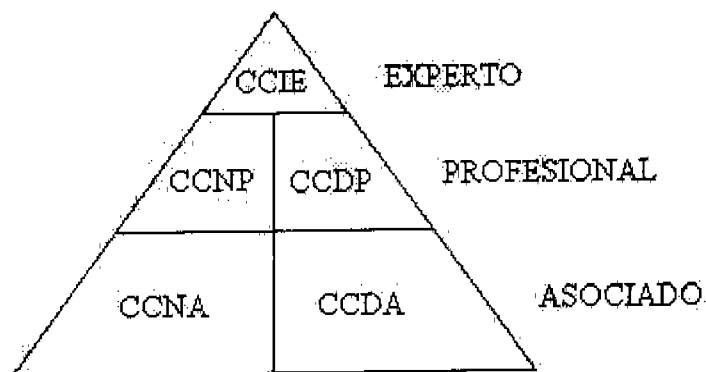 CCIE EXPERTO
CCNP CCDP PROFESIONAL
CCNA CCDA ASOCIADO